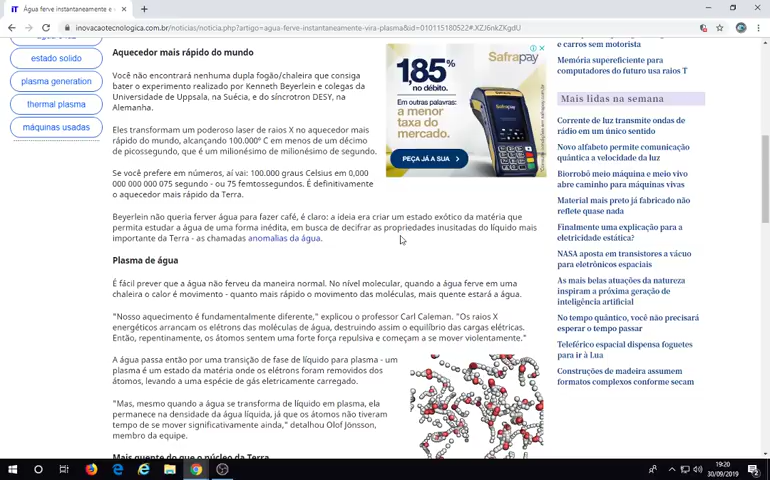 Água ferve instantaneamente e v
inovacaotecnologica.com.br/noticias/noticia.php?artigo=agua-ferve-instantaneamente-vira-plasma&id=010115180522#.XZJ6nkZKgdU
estado solido
plasma generation
thermal plasma
máquinas usadas
Aquecedor mais rápido do mundo
Você não encontrará nenhuma dupla fogão/chaleira que consiga
bater o experimento realizado por Kenneth Beyerlein e colegas da
Universidade de Uppsala, na Suécia, e do síncrotron DESY, na
Alemanha.
Eles transformam um poderoso laser de raios X no aquecedor mais
rápido do mundo, alcançando 100.000º C em menos de um décimo
de picossegundo, que é um milionésimo de milionésimo de segundo.
Se você prefere em números, aí vai: 100.000 graus Celsius em 0,000
000 000 000 075 segundo - ou 75 femtossegundos. É definitivamente
o aquecedor mais rápido da Terra.
Beyerlein não queria ferver água para fazer café, é claro: a ideia era criar um estado exótico da matéria que
permita estudar a água de uma forma inédita, em busca de decifrar as propriedades inusitadas do líquido mais
importante da Terra - as chamadas anomalias da água.
Plasma de água
É fácil prever que a água não ferveu da maneira normal. No nível molecular, quando a água ferve em uma
chaleira o calor é movimento - quanto mais rápido o movimento das moléculas, mais quente estará a água.
"Nosso aquecimento é fundamentalmente diferente," explicou o professor Carl Caleman. "Os raios X
energéticos arrancam os elétrons das moléculas de água, destruindo assim o equilíbrio das cargas elétricas.
Então, repentinamente, os átomos sentem uma forte força repulsiva e começam a se mover violentamente."
A água passa então por uma transição de fase de líquido para plasma - um
plasma é um estado da matéria onde os elétrons foram removidos dos
átomos, levando a uma espécie de gás eletricamente carregado.
"Mas, mesmo quando a água se transforma de líquido em plasma, ela
permanece na densidade da água líquida, já que os átomos não tiveram
tempo de se mover significativamente ainda," detalhou Olof Jönsson,
membro da equipe.
Mais quente do que o núcleo da Terra
Safrapay
1,85%
no débito.
Em outras palavras:
a menor
taxa do
mercado.
PEÇA JÁ A SUA
e carros sem motorista
Memória supereficiente para
computadores do futuro usa raios T
Mais lidas na semana
Corrente de luz transmite ondas de
rádio em um único sentido
Novo alfabeto permite comunicação
quântica a velocidade da luz
Biorrobô meio máquina e meio vivo
abre caminho para máquinas vivas
Material mais preto já fabricado não
reflete quase nada
Finalmente uma explicação para a
eletricidade estática?
NASA aposta em transistores a vácuo
para eletrônicos espaciais
As mais belas atuações da natureza
inspiram a próxima geração de
inteligência artificial
No tempo quântico, você não precisará
esperar o tempo passar
Teleférico espacial dispensa foguetes
para ir à Lua
Construções de madeira assumem
formatos complexos conforme secam
19:20
30/09/2019